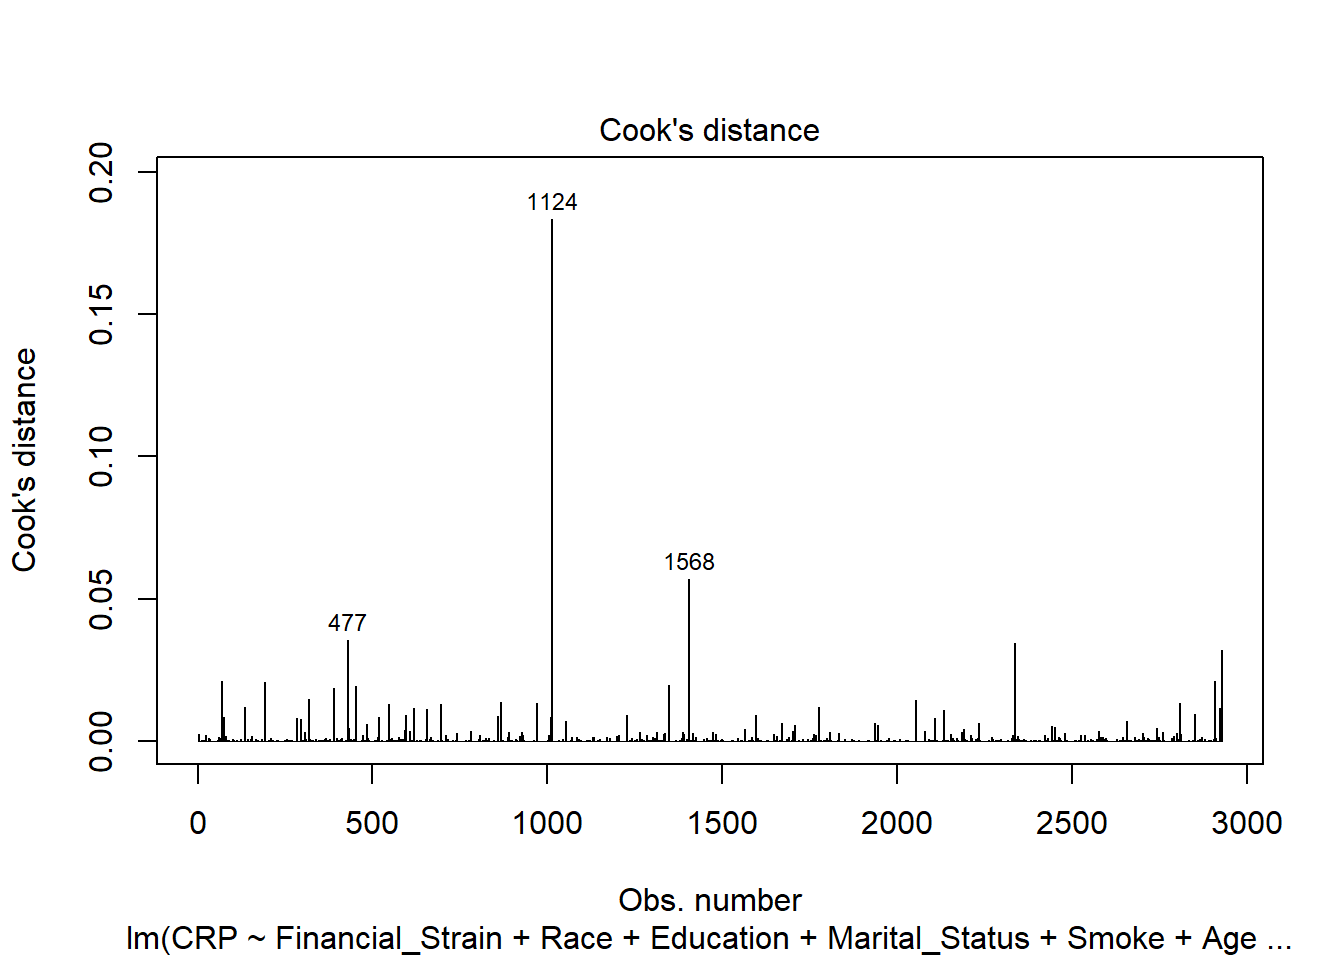 Cook's distance
0.20
1124
0.15
Cook's distance
0.10
1568
0.05
477
0.00
0 500 1000 1500 2000 2500 3000
Obs. number
lm(CRP ~ Financial_Strain + Race + Education + Marital_Status + Smoke + Age ...